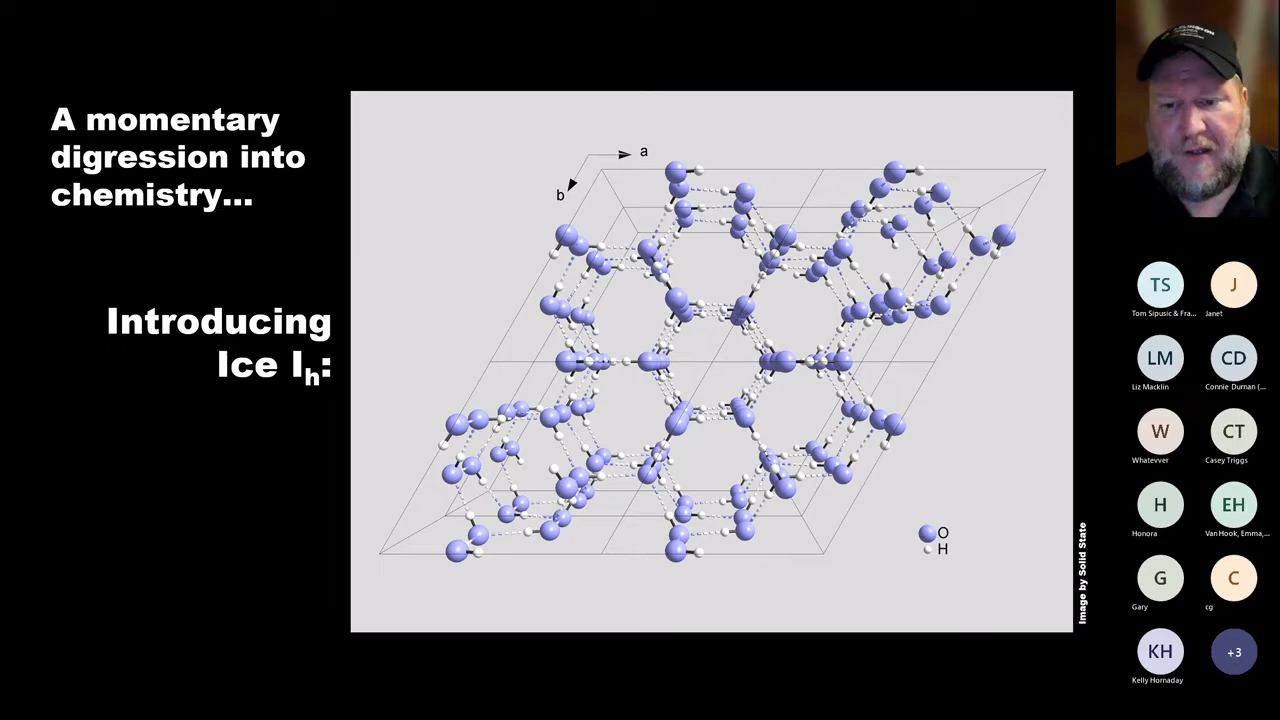 A momentary
digression into
chemistry...
Introducing
Ice Ih:
a
b
O
H
Image by Solid State
TS
J
Tom Sipusic & Fra...
Janet
LM
CD
Liz Macklin
Connie Durnan (...
W
CT
Whatevver
Casey Triggs
H
EH
Honora
Van Hook, Emma,...
G
C
Gary
cg
KH
+3
Kelly Hornaday